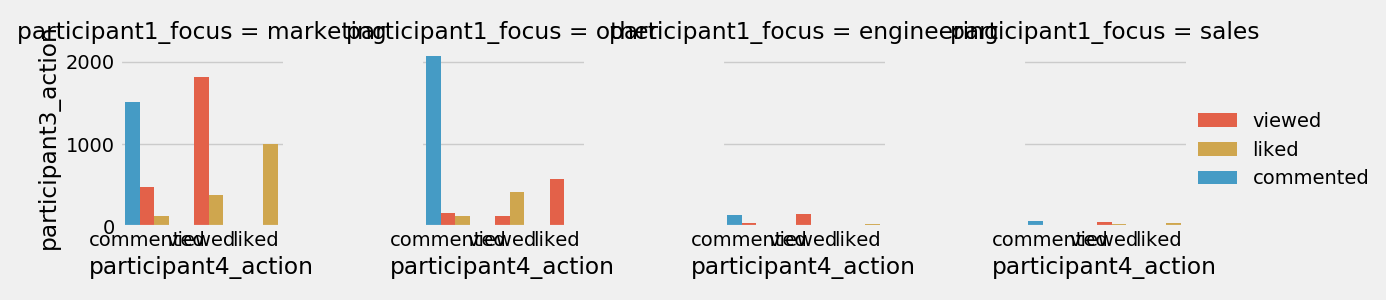 participant1_focus = marketing
participant1_focus = other
participant1_focus = engineering
participant1_focus = sales
participant3_action
2000
1000
0
commented
viewed
liked
participant4_action
commented
viewed
liked
participant4_action
commented
viewed
liked
participant4_action
commented
viewed
liked
participant4_action
viewed
liked
commented